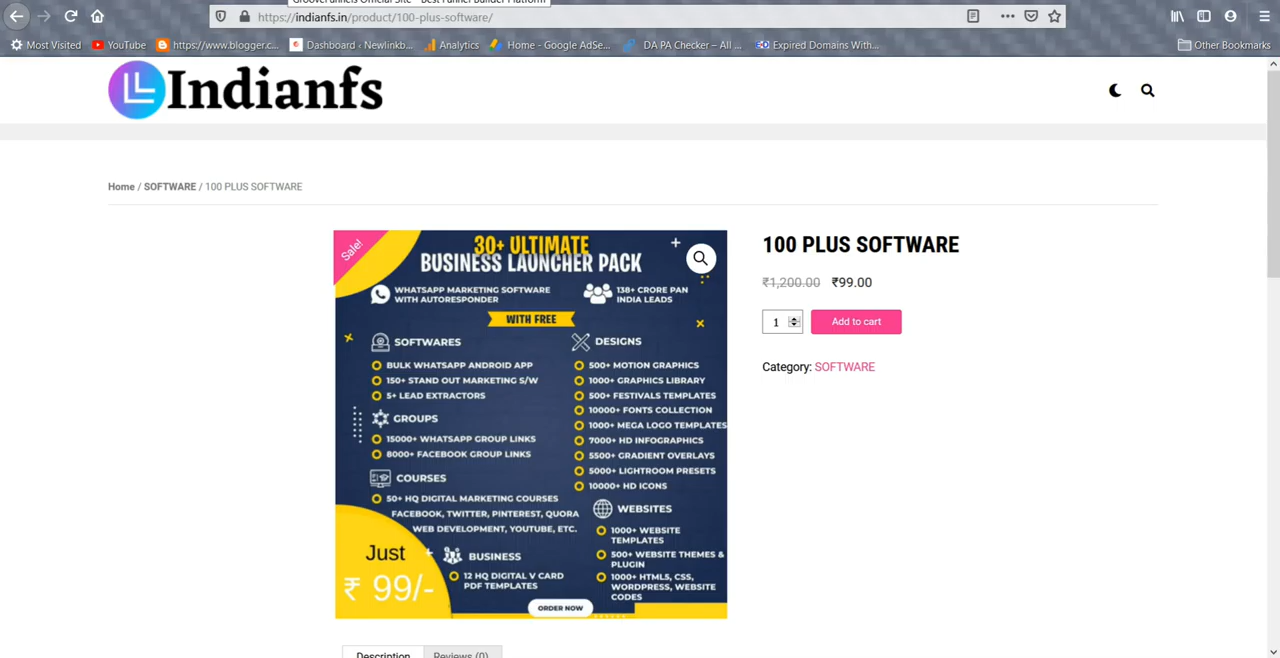 GrooveFunnels Official Site - Best Funnel Builder Platform
https://indianfs.in/product/100-plus-software/
Most Visited
YouTube
https://www.blogger.c...
Dashboard ‹ Newlinkb...
Analytics
Home - Google AdSe...
DA PA Checker – All ...
Expired Domains With...
Other Bookmarks
Indianfs
Home / SOFTWARE / 100 PLUS SOFTWARE
Sale!
30+ ULTIMATE
BUSINESS LAUNCHER PACK
WHATSAPP MARKETING SOFTWARE
WITH AUTORESPONDER
138+ CRORE PAN
INDIA LEADS
WITH FREE
SOFTWARES
BULK WHATSAPP ANDROID APP
150+ STAND OUT MARKETING S/W
5+ LEAD EXTRACTORS
GROUPS
15000+ WHATSAPP GROUP LINKS
8000+ FACEBOOK GROUP LINKS
COURSES
50+ HQ DIGITAL MARKETING COURSES
FACEBOOK, TWITTER, PINTEREST, QUORA
WEB DEVELOPMENT, YOUTUBE, ETC.
BUSINESS
12 HQ DIGITAL V CARD
PDF TEMPLATES
Just
₹ 99/-
DESIGNS
500+ MOTION GRAPHICS
1000+ GRAPHICS LIBRARY
500+ FESTIVALS TEMPLATES
10000+ FONTS COLLECTION
1000+ MEGA LOGO TEMPLATES
7000+ HD INFOGRAPHICS
5500+ GRADIENT OVERLAYS
5000+ LIGHTROOM PRESETS
10000+ HD ICONS
WEBSITES
1000+ WEBSITE
TEMPLATES
500+ WEBSITE THEMES &
PLUGIN
1000+ HTML5, CSS,
WORDPRESS, WEBSITE
CODES
ORDER NOW
100 PLUS SOFTWARE
₹1,200.00 ₹99.00
1
Add to cart
Category: SOFTWARE
Description
Reviews (0)